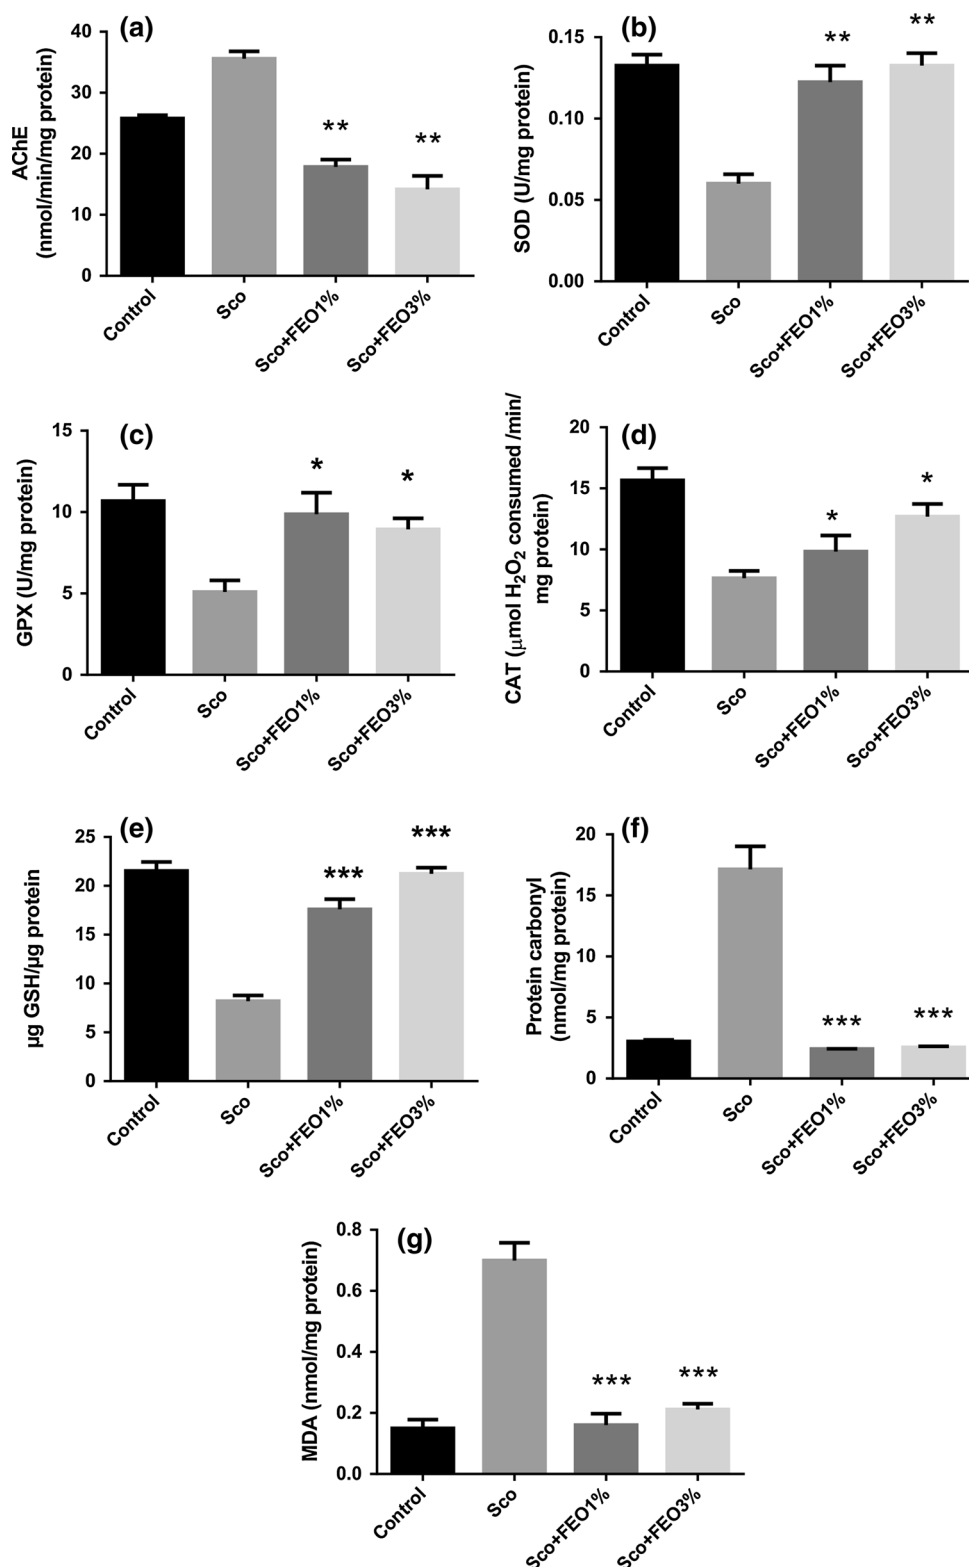 (a)
AChE
(nmol/min/mg protein)
40
30
20
10
0
**
**
Control
Sco
Sco+FEO1%
Sco+FEO3%
(b)
SOD (U/mg protein)
0.15
0.10
0.05
0.00
**
**
Control
Sco
Sco+FEO1%
Sco+FEO3%
(c)
GPX (U/mg protein)
15
10
5
0
*
*
Control
Sco
Sco+FEO1%
Sco+FEO3%
(d)
CAT (μmol H₂O₂ consumed /min/
mg protein)
20
15
10
5
0
*
*
Control
Sco
Sco+FEO1%
Sco+FEO3%
(e)
µg GSH/µg protein
25
20
15
10
5
0
***
***
Control
Sco
Sco+FEO1%
Sco+FEO3%
(f)
Protein carbonyl
(nmol/mg protein)
20
15
10
5
0
***
***
Control
Sco
Sco+FEO1%
Sco+FEO3%
(g)
MDA (nmol/mg protein)
0.8
0.6
0.4
0.2
0.0
***
***
Control
Sco
Sco+FEO1%
Sco+FEO3%